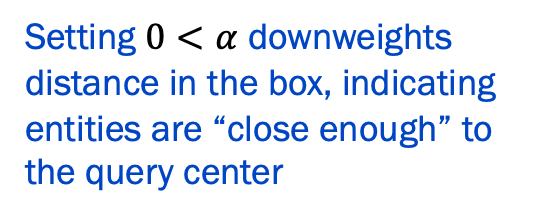 Setting 0 < α downweights
distance in the box, indicating
entities are “close enough” to
the query center